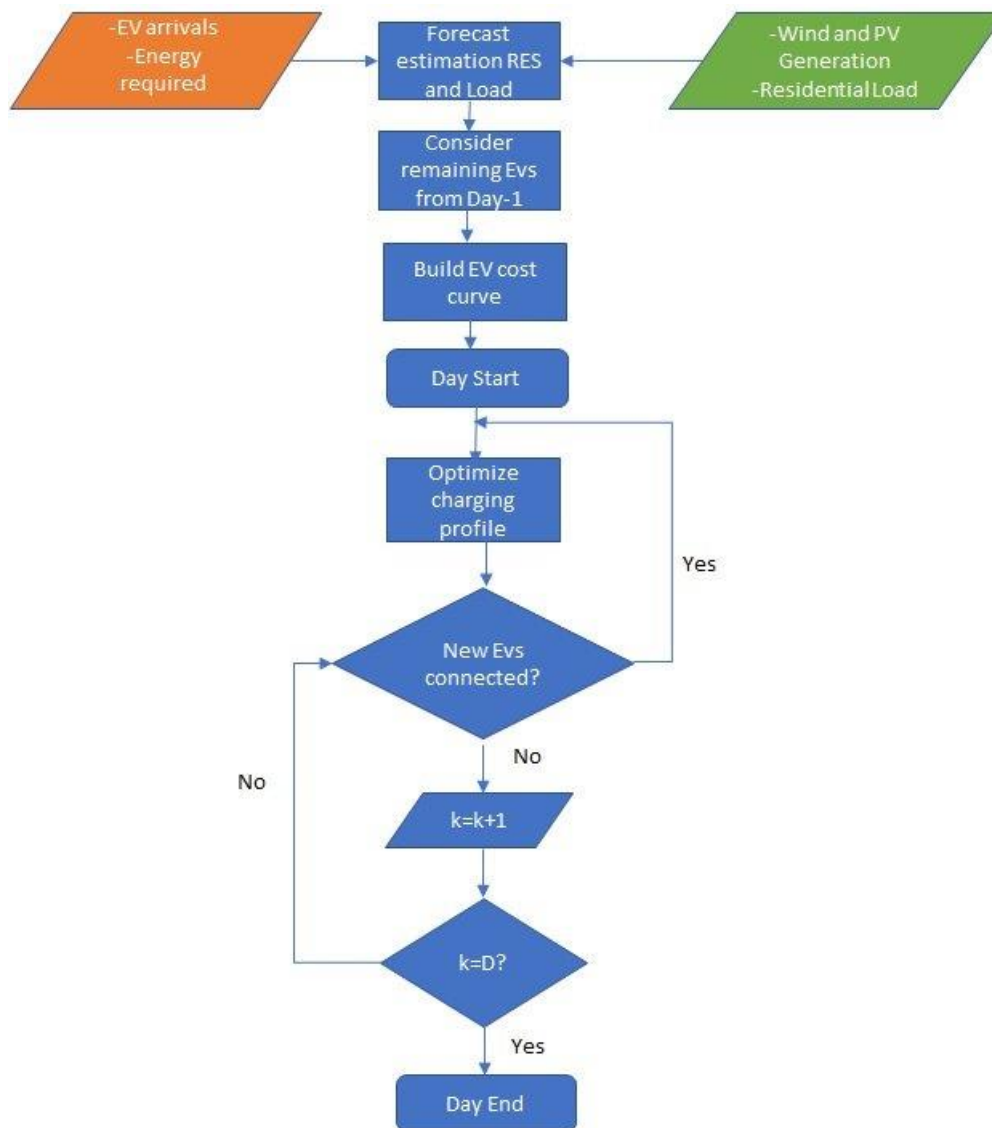 -EV arrivals
-Energy
required
Forecast
estimation RES
and Load
-Wind and PV
Generation
-Residential Load
Consider
remaining Evs
from Day-1
Build EV cost
curve
Day Start
Optimize
charging
profile
Yes
New Evs
connected?
No
No
k=k+1
k=D?
Yes
Day End